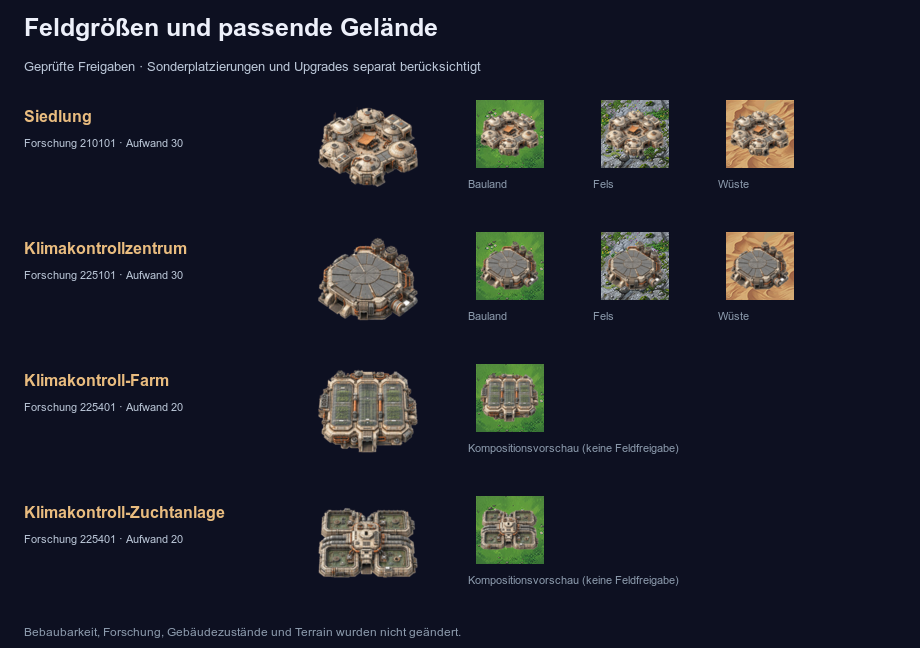 Feldgrößen und passende Gelände
Geprüfte Freigaben · Sonderplatzierungen und Upgrades separat berücksichtigt
Siedlung
Forschung 210101 · Aufwand 30
Bauland
Fels
Wüste
Klimakontrollzentrum
Forschung 225101 · Aufwand 30
Bauland
Fels
Wüste
Klimakontroll-Farm
Forschung 225401 · Aufwand 20
Kompositionsvorschau (keine Feldfreigabe)
Klimakontroll-Zuchtanlage
Forschung 225401 · Aufwand 20
Kompositionsvorschau (keine Feldfreigabe)
Bebaubarkeit, Forschung, Gebäudezustände und Terrain wurden nicht geändert.